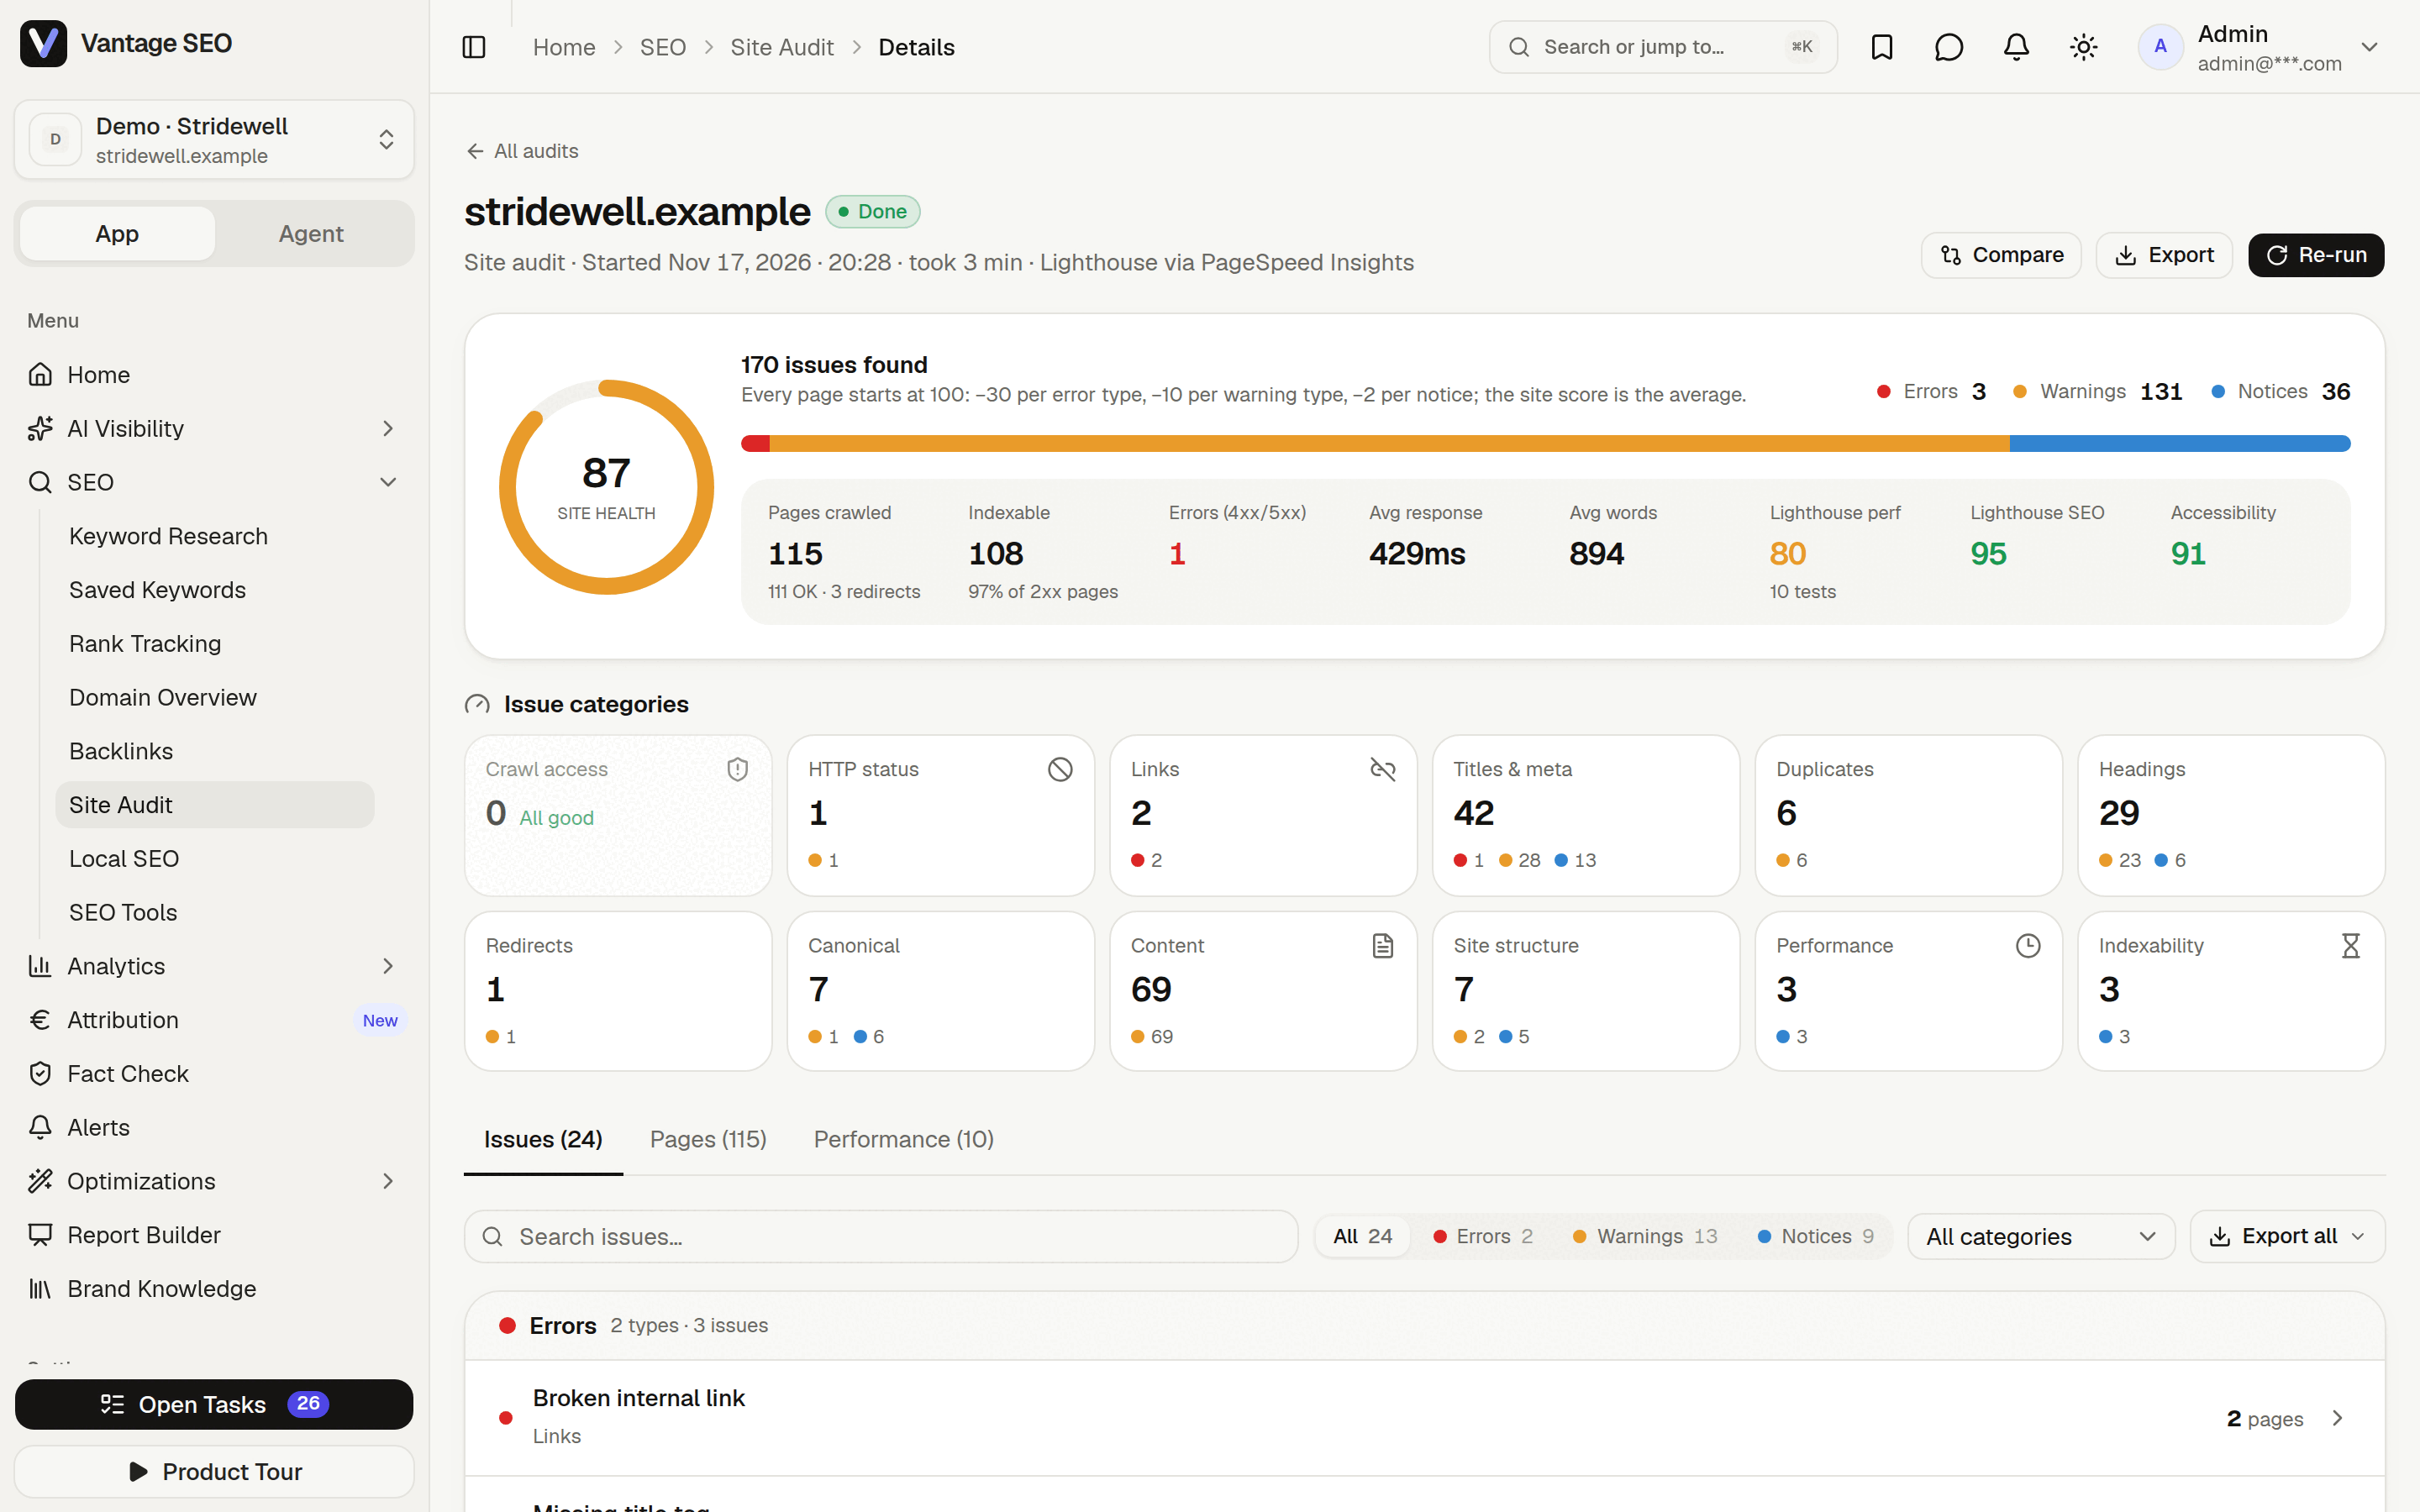 Vantage SEO
D
Demo · Stridewell
stridewell.example
App
Agent
Menu
Home
AI Visibility
SEO
Keyword Research
Saved Keywords
Rank Tracking
Domain Overview
Backlinks
Site Audit
Local SEO
SEO Tools
Analytics
Attribution New
Fact Check
Alerts
Optimizations
Report Builder
Brand Knowledge
Open Tasks 26
Product Tour
Home > SEO > Site Audit > Details
Search or jump to... ⌘K
A
Admin
admin@***.com
← All audits
stridewell.example
Done
Site audit · Started Nov 17, 2026 · 20:28 · took 3 min · Lighthouse via PageSpeed Insights
Compare
Export
Re-run
87
SITE HEALTH
170 issues found
Every page starts at 100: −30 per error type, −10 per warning type, −2 per notice; the site score is the average.
Errors 3 Warnings 131 Notices 36
Pages crawled
115
111 OK · 3 redirects
Indexable
108
97% of 2xx pages
Errors (4xx/5xx)
1
Avg response
429ms
Avg words
894
Lighthouse perf
80
10 tests
Lighthouse SEO
95
Accessibility
91
Issue categories
Crawl access
0 All good
HTTP status
1
1
Links
2
2
Titles & meta
42
1 28 13
Duplicates
6
6
Headings
29
23 6
Redirects
1
1
Canonical
7
1 6
Content
69
69
Site structure
7
2 5
Performance
3
3
Indexability
3
3
Issues (24)
Pages (115)
Performance (10)
Search issues...
All 24
Errors 2
Warnings 13
Notices 9
All categories
Export all
Errors 2 types · 3 issues
Broken internal link
Links
2 pages
Missing title tag